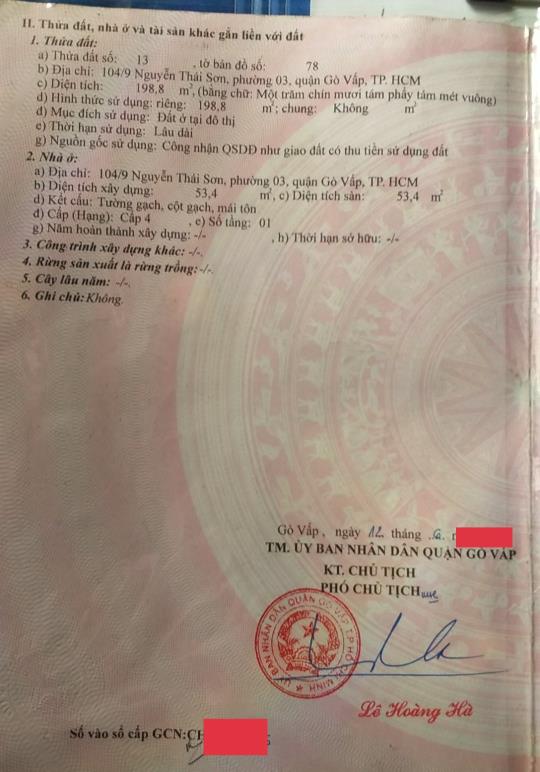 II. Thửa đất, nhà ở và tài sản khác gắn liền với đất
1. Thửa đất:
a) Thửa đất số: 13 , tờ bản đồ số: 78
b) Địa chỉ: 104/9 Nguyễn Thái Sơn, phường 03, quận Gò Vấp, TP. HCM
c) Diện tích: 198,8 m², (bằng chữ: Một trăm chín mươi tám phẩy tám mét vuông)
d) Hình thức sử dụng: riêng: 198,8 m²; chung: Không m²
đ) Mục đích sử dụng: Đất ở tại đô thị
e) Thời hạn sử dụng: Lâu dài
g) Nguồn gốc sử dụng: Công nhận QSDĐ như giao đất có thu tiền sử dụng đất
2. Nhà ở:
a) Địa chỉ: 104/9 Nguyễn Thái Sơn, phường 03, quận Gò Vấp, TP. HCM
b) Diện tích xây dựng: 53,4 m², c) Diện tích sàn: 53,4 m²
d) Kết cấu: Tường gạch, cột gạch, mái tôn
đ) Cấp (Hạng): Cấp 4 , e) Số tầng: 01
g) Năm hoàn thành xây dựng: -/- , h) Thời hạn sở hữu: -/-
3. Công trình xây dựng khác: -/-.
4. Rừng sản xuất là rừng trồng: -/-.
5. Cây lâu năm: -/-.
6. Ghi chú: Không.
Gò Vấp, ngày 12 tháng 6
TM. ỦY BAN NHÂN DÂN QUẬN GÒ VẤP
KT. CHỦ TỊCH
PHÓ CHỦ TỊCH
ỦY BAN NHÂN DÂN QUẬN GÒ VẤP T.P HỒ CHÍ MINH
Lê Hoàng Hà
Số vào sổ cấp GCN: CH